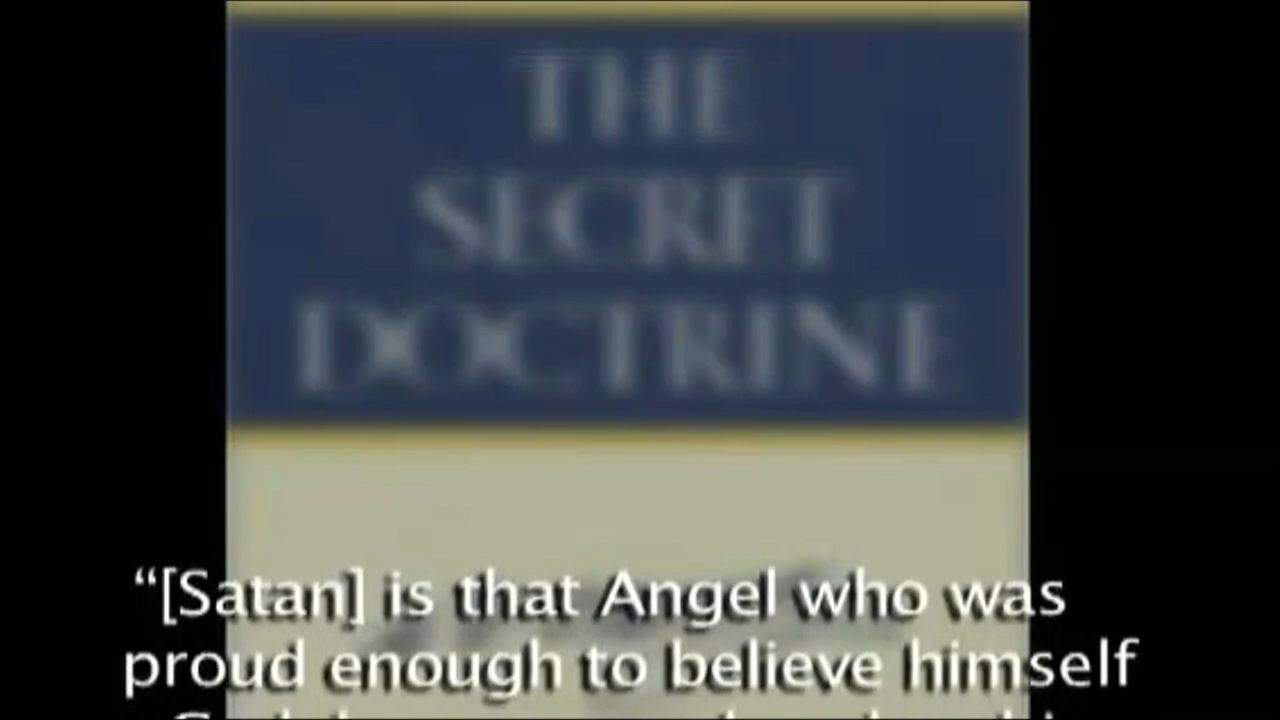 THE
SECRET
DOCTRINE
“[Satan] is that Angel who was
proud enough to believe himself